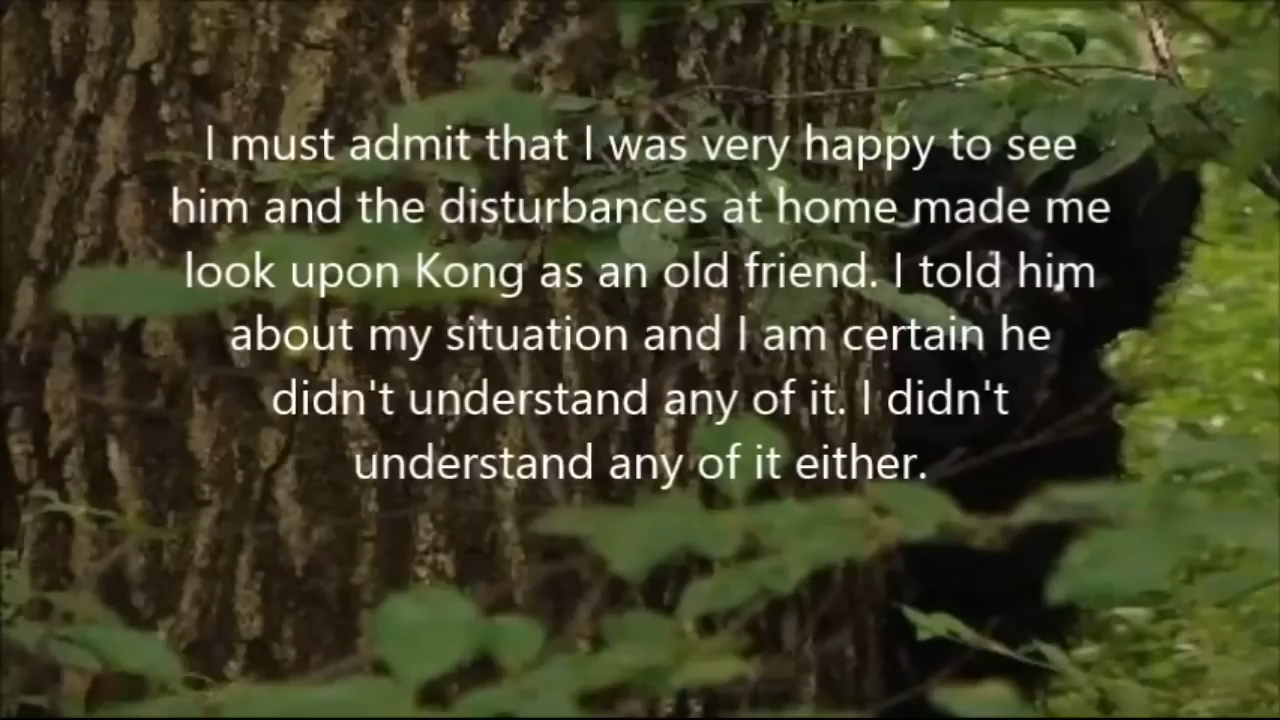 I must admit that I was very happy to see
him and the disturbances at home made me
look upon Kong as an old friend. I told him
about my situation and I am certain he
didn't understand any of it. I didn't
understand any of it either.